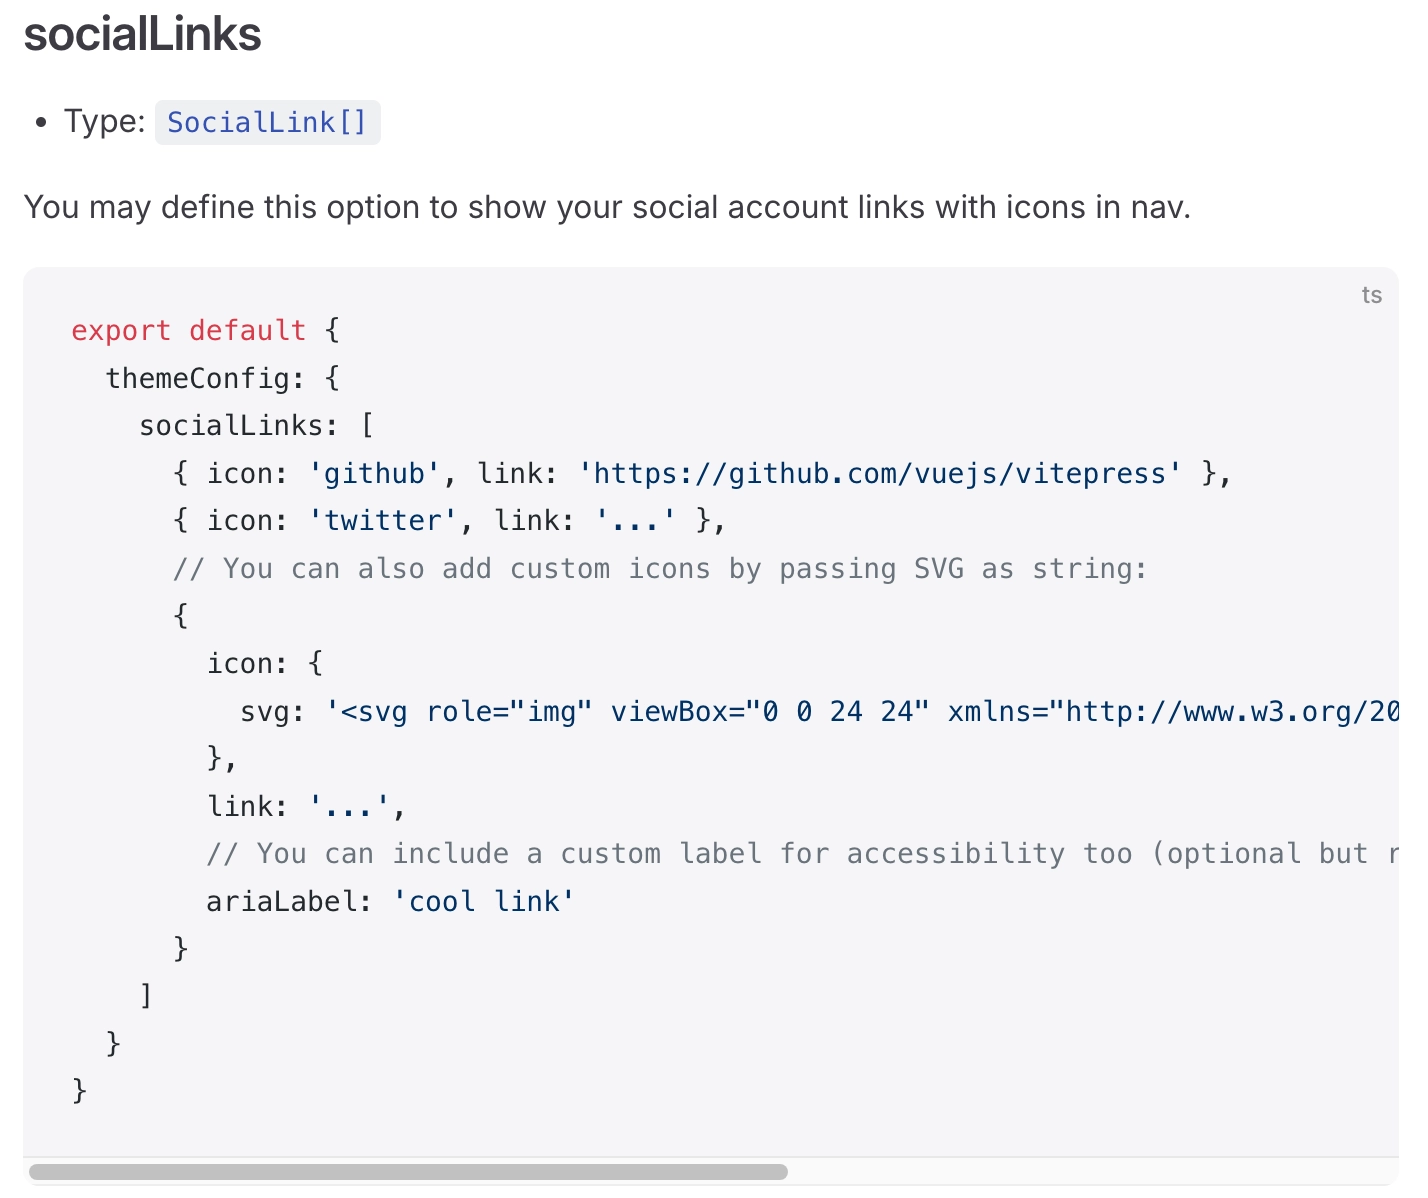 socialLinks
• Type: SocialLink[]
You may define this option to show your social account links with icons in nav.
ts
export default {
  themeConfig: {
    socialLinks: [
      { icon: 'github', link: 'https://github.com/vuejs/vitepress' },
      { icon: 'twitter', link: '...' },
      // You can also add custom icons by passing SVG as string:
      {
        icon: {
          svg: '<svg role="img" viewBox="0 0 24 24" xmlns="http://www.w3.org/20
        },
        link: '...',
        // You can include a custom label for accessibility too (optional but
        ariaLabel: 'cool link'
      }
    ]
  }
}